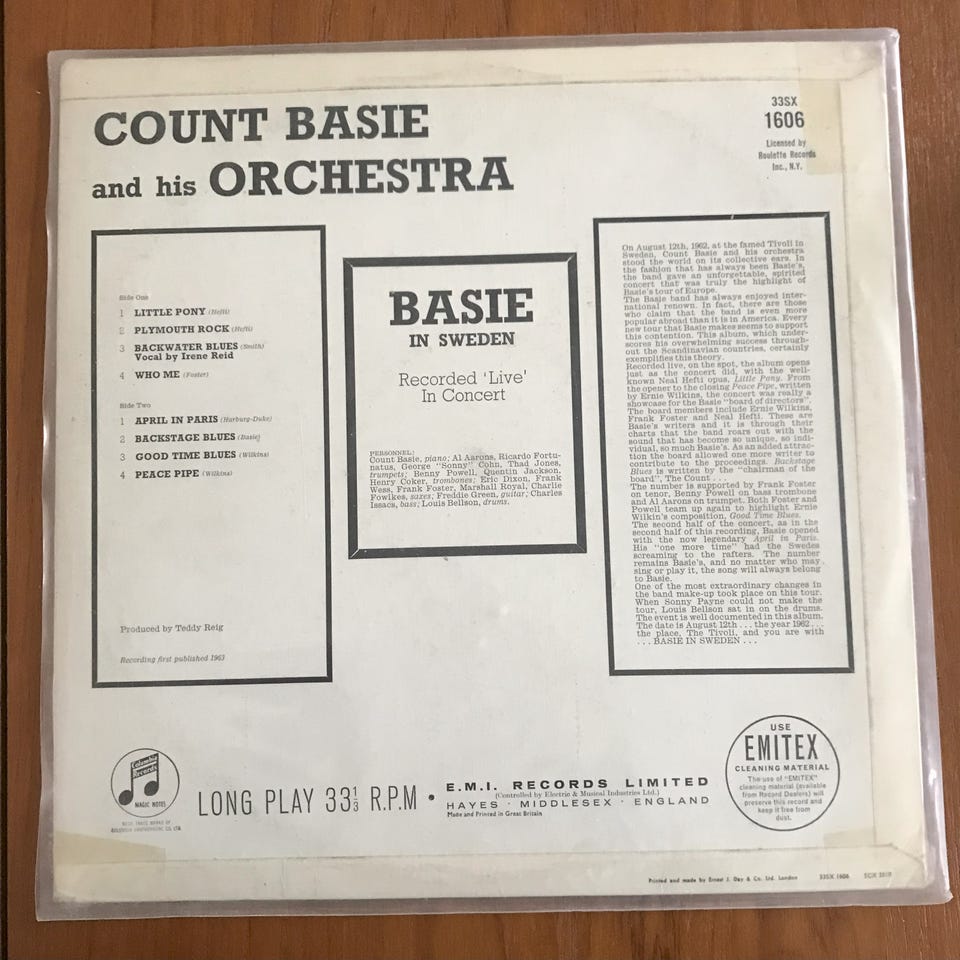 COUNT BASIE
and his ORCHESTRA
33SX
1606
Licensed by
Roulette Records
Inc., N.Y.
Side One
1 LITTLE PONY (Hefti)
2 PLYMOUTH ROCK (Hefti)
3 BACKWATER BLUES (Smith)
Vocal by Irene Reid
4 WHO ME (Foster)
Side Two
1 APRIL IN PARIS (Harburg-Duke)
2 BACKSTAGE BLUES (Basie)
3 GOOD TIME BLUES (Wilkins)
4 PEACE PIPE (Wilkins)
Produced by Teddy Reig
Recording first published 1963
BASIE
IN SWEDEN
Recorded 'Live'
In Concert
PERSONNEL:
Count Basie, piano; Al Aarons, Ricardo Fortu-
natus, George "Sonny" Cohn, Thad Jones,
trumpets; Benny Powell, Quentin Jackson,
Henry Coker, trombones; Eric Dixon, Frank
Wess, Frank Foster, Marshall Royal, Charlie
Fowlkes, saxes; Freddie Green, guitar; Charles
Issacs, bass; Louis Bellson, drums.
On August 12th, 1962, at the famed Tivoli in
Sweden, Count Basie and his orchestra
stood the world on its collective ears. In
the fashion that has always been Basie's,
the band gave an unforgettable, spirited
concert that was truly the highlight of
Basie's tour of Europe.
The Basie band has always enjoyed inter-
national renown. In fact, there are those
who claim that the band is even more
popular abroad than it is in America. Every
new tour that Basie makes seems to support
this contention. This album, which under-
scores his overwhelming success through-
out the Scandinavian countries, certainly
exemplifies this theory.
Recorded live, on the spot, the album opens
just as the concert did, with the well-
known Neal Hefti opus, Little Pony. From
the opener to the closing Peace Pipe, written
by Ernie Wilkins, the concert was really a
showcase for the Basie "board of directors".
The board members include Ernie Wilkins,
Frank Foster and Neal Hefti. These are
Basie's writers and it is through their
charts that the band roars out with the
sound that has become so unique, so indi-
vidual, so much Basie's. As an added attrac-
tion the board allowed one more writer to
contribute to the proceedings. Backstage
Blues is written by the "chairman of the
board", The Count . . .
The number is supported by Frank Foster
on tenor, Benny Powell on bass trombone
and Al Aarons on trumpet. Both Foster and
Powell team up again to highlight Ernie
Wilkin's composition, Good Time Blues.
The second half of the concert, as in the
second half of this recording, Basie opened
with the now legendary April in Paris.
His "one more time" had the Swedes
screaming to the rafters. The number
remains Basie's, and no matter who may
sing or play it, the song will always belong
to Basie.
One of the most extraordinary changes in
the band make-up took place on this tour.
When Sonny Payne could not make the
tour, Louis Bellson sat in on the drums.
The event is well documented in this album.
The date is August 12th . . . the year 1962 . . .
the place, The Tivoli, and you are with
. . . BASIE IN SWEDEN . . .
Columbia
Records
MAGIC NOTES
REGD. TRADE MARKS OF
COLUMBIA GRAPHOPHONE CO. LTD.
LONG PLAY 33⅓ R.P.M •
E.M.I. RECORDS LIMITED
(Controlled by Electric & Musical Industries Ltd.)
HAYES · MIDDLESEX · ENGLAND
Made and Printed in Great Britain
USE
EMITEX
CLEANING MATERIAL
The use of "EMITEX"
cleaning material (available
from Record Dealers) will
preserve this record and
keep it free from
dust.
Printed and made by Ernest J. Day & Co. Ltd. London 33SX 1606